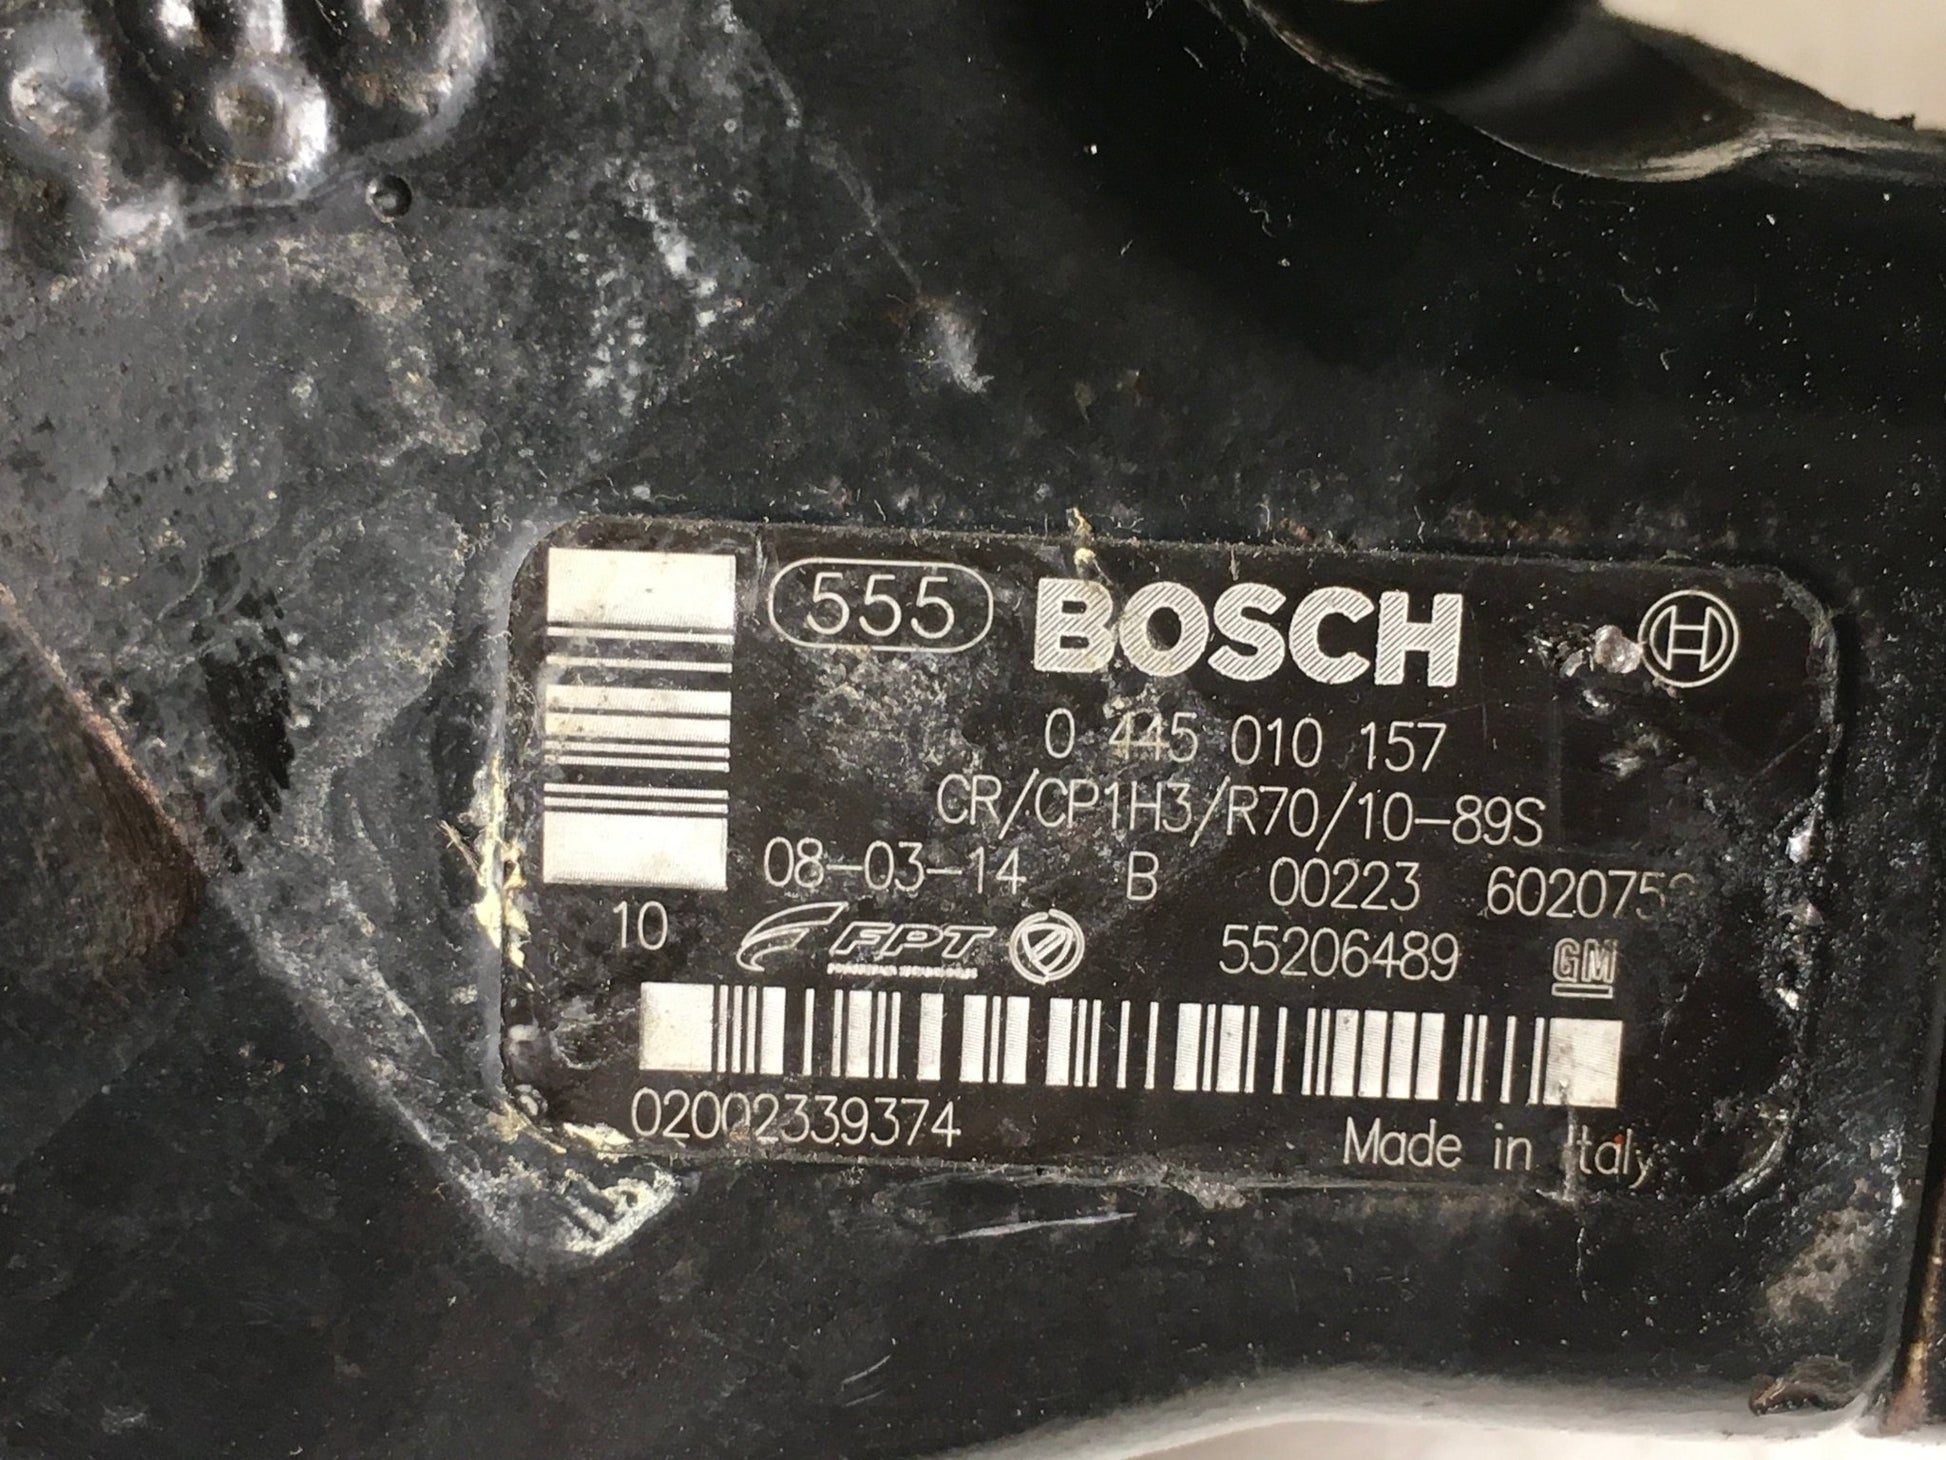 555 BOSCH
0 445 010 157
CR/CP1H3/R70/10-89S
08-03-14 B 00223
10 FPT 55206489 GM
02002339374
Made in Italy